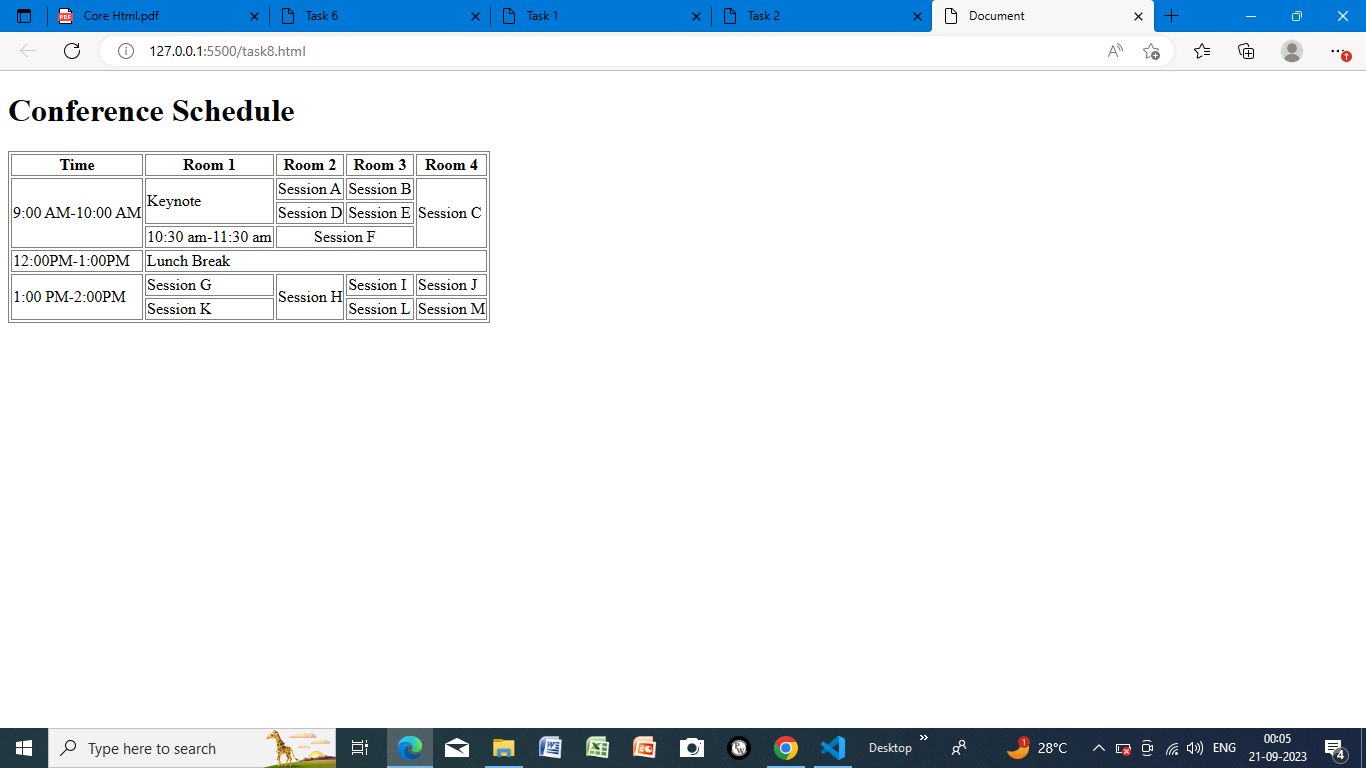 Core Html.pdf Task 6 Task 1 Task 2 Document
127.0.0.1:5500/task8.html
Conference Schedule
Time Room 1 Room 2 Room 3 Room 4
9:00 AM-10:00 AM Keynote Session A Session B Session C
Session D Session E
10:30 am-11:30 am Session F
12:00PM-1:00PM Lunch Break
1:00 PM-2:00PM Session G Session H Session I Session J
Session K Session L Session M
Type here to search Desktop 1 28°C ENG 00:05
21-09-2023 4